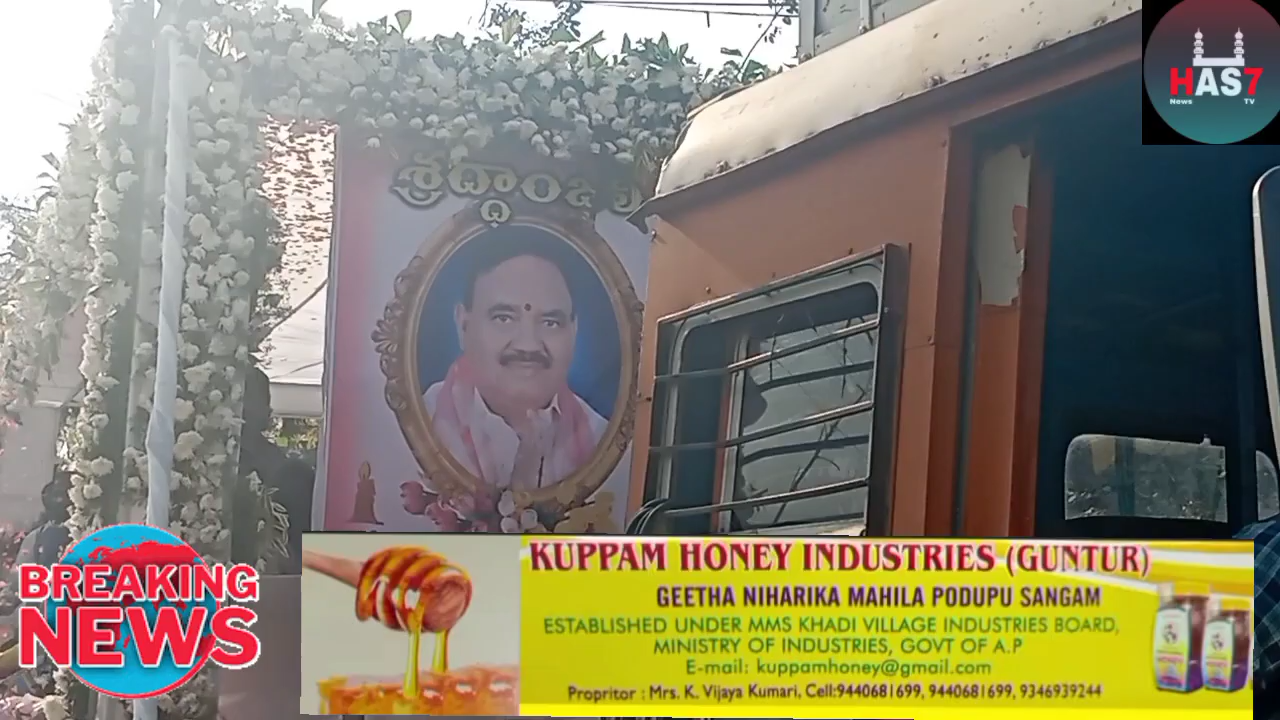 HAS7
News TV
శ్రద్ధాంజలి
BREAKING
NEWS
KUPPAM HONEY INDUSTRIES (GUNTUR)
GEETHA NIHARIKA MAHILA PODUPU SANGAM
ESTABLISHED UNDER MMS KHADI VILLAGE INDUSTRIES BOARD,
MINISTRY OF INDUSTRIES, GOVT OF A.P
E-mail: kuppamhoney@gmail.com
Propritor : Mrs. K. Vijaya Kumari, Cell:9440681699, 9440681699, 9346939244